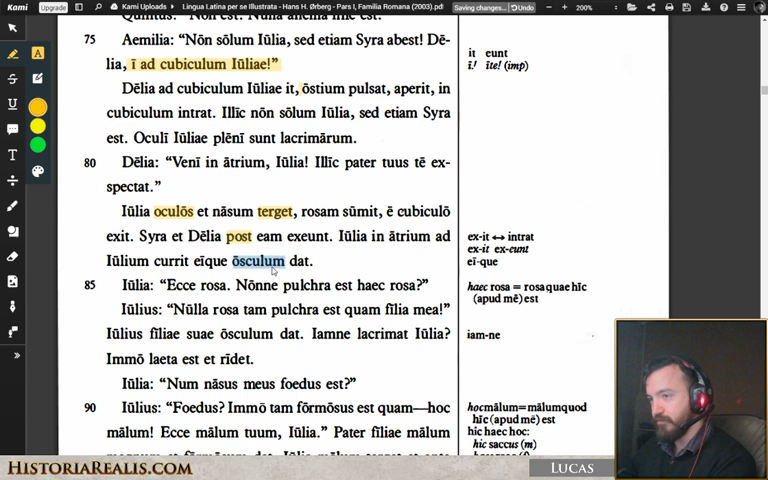 Kami
Upgrade
Kami Uploads > Latin > Lingua Latina per se Illustrata - Hans H. Ørberg - Pars I, Familia Romana (2003).pdf
Saving changes...
Undo
200%
75 Aemilia: “Nōn sōlum Iūlia, sed etiam Syra abest! Dē-
lia, ī ad cubiculum Iūliae!”
Dēlia ad cubiculum Iūliae it, ōstium pulsat, aperit, in
cubiculum intrat. Illīc nōn sōlum Iūlia, sed etiam Syra
est. Oculī Iūliae plēnī sunt lacrimārum.
80 Dēlia: “Venī in ātrium, Iūlia! Illīc pater tuus tē ex-
spectat.”
Iūlia oculōs et nāsum terget, rosam sūmit, ē cubiculō
exit. Syra et Dēlia post eam exeunt. Iūlia in ātrium ad
Iūlium currit eīque ōsculum dat.
85 Iūlia: “Ecce rosa. Nōnne pulchra est haec rosa?”
Iūlius: “Nūlla rosa tam pulchra est quam fīlia mea!”
Iūlius fīliae suae ōsculum dat. Iamne lacrimat Iūlia?
Immō laeta est et rīdet.
Iūlia: “Num nāsus meus foedus est?”
90 Iūlius: “Foedus? Immō tam fōrmōsus est quam—hoc
mālum! Ecce mālum tuum, Iūlia.” Pater fīliae mālum
it eunt
ī! īte! (imp)
ex-it ↔ intrat
ex-it ex-eunt
eī-que
haec rosa = rosa quae hīc
(apud mē) est
iam-ne
hoc mālum = mālum quod
hīc (apud mē) est
hic haec hoc:
hic saccus (m)
HISTORIAREALIS.COM
LUCAS